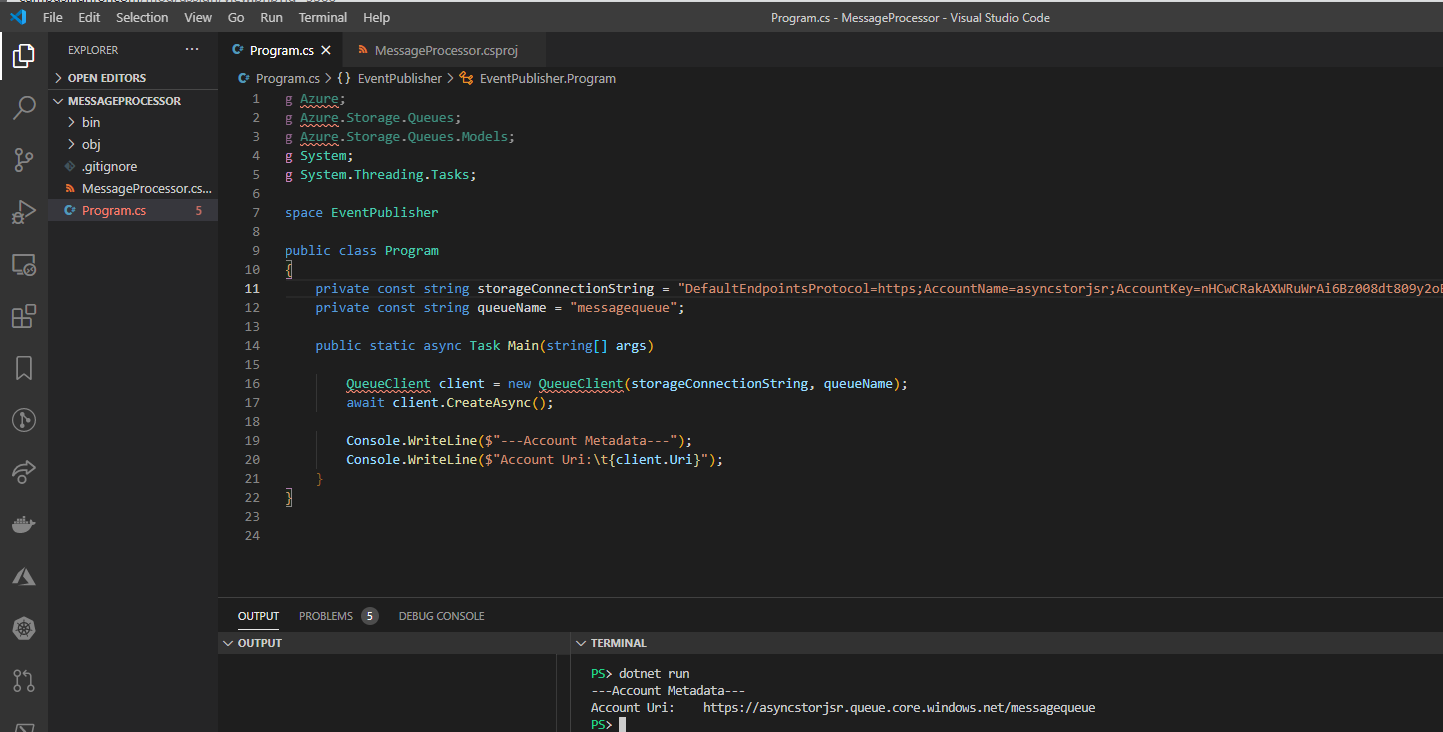 File Edit Selection View Go Run Terminal Help
Program.cs - MessageProcessor - Visual Studio Code
EXPLORER ···
OPEN EDITORS
MESSAGEPROCESSOR
bin
obj
.gitignore
MessageProcessor.cs...
Program.cs 5
Program.cs MessageProcessor.csproj
Program.cs > {} EventPublisher > EventPublisher.Program
1 g Azure;
2 g Azure.Storage.Queues;
3 g Azure.Storage.Queues.Models;
4 g System;
5 g System.Threading.Tasks;
6
7 space EventPublisher
8
9 public class Program
10 {
11 private const string storageConnectionString = "DefaultEndpointsProtocol=https;AccountName=asyncstorjsr;AccountKey=nHCwCRakAXWRuWrAi6Bz008dt809y2oE
12 private const string queueName = "messagequeue";
13
14 public static async Task Main(string[] args)
15
16 QueueClient client = new QueueClient(storageConnectionString, queueName);
17 await client.CreateAsync();
18
19 Console.WriteLine($"---Account Metadata---");
20 Console.WriteLine($"Account Uri:\t{client.Uri}");
21 }
22 }
23
24
OUTPUT PROBLEMS 5 DEBUG CONSOLE
OUTPUT
TERMINAL
PS> dotnet run
---Account Metadata---
Account Uri: https://asyncstorjsr.queue.core.windows.net/messagequeue
PS>